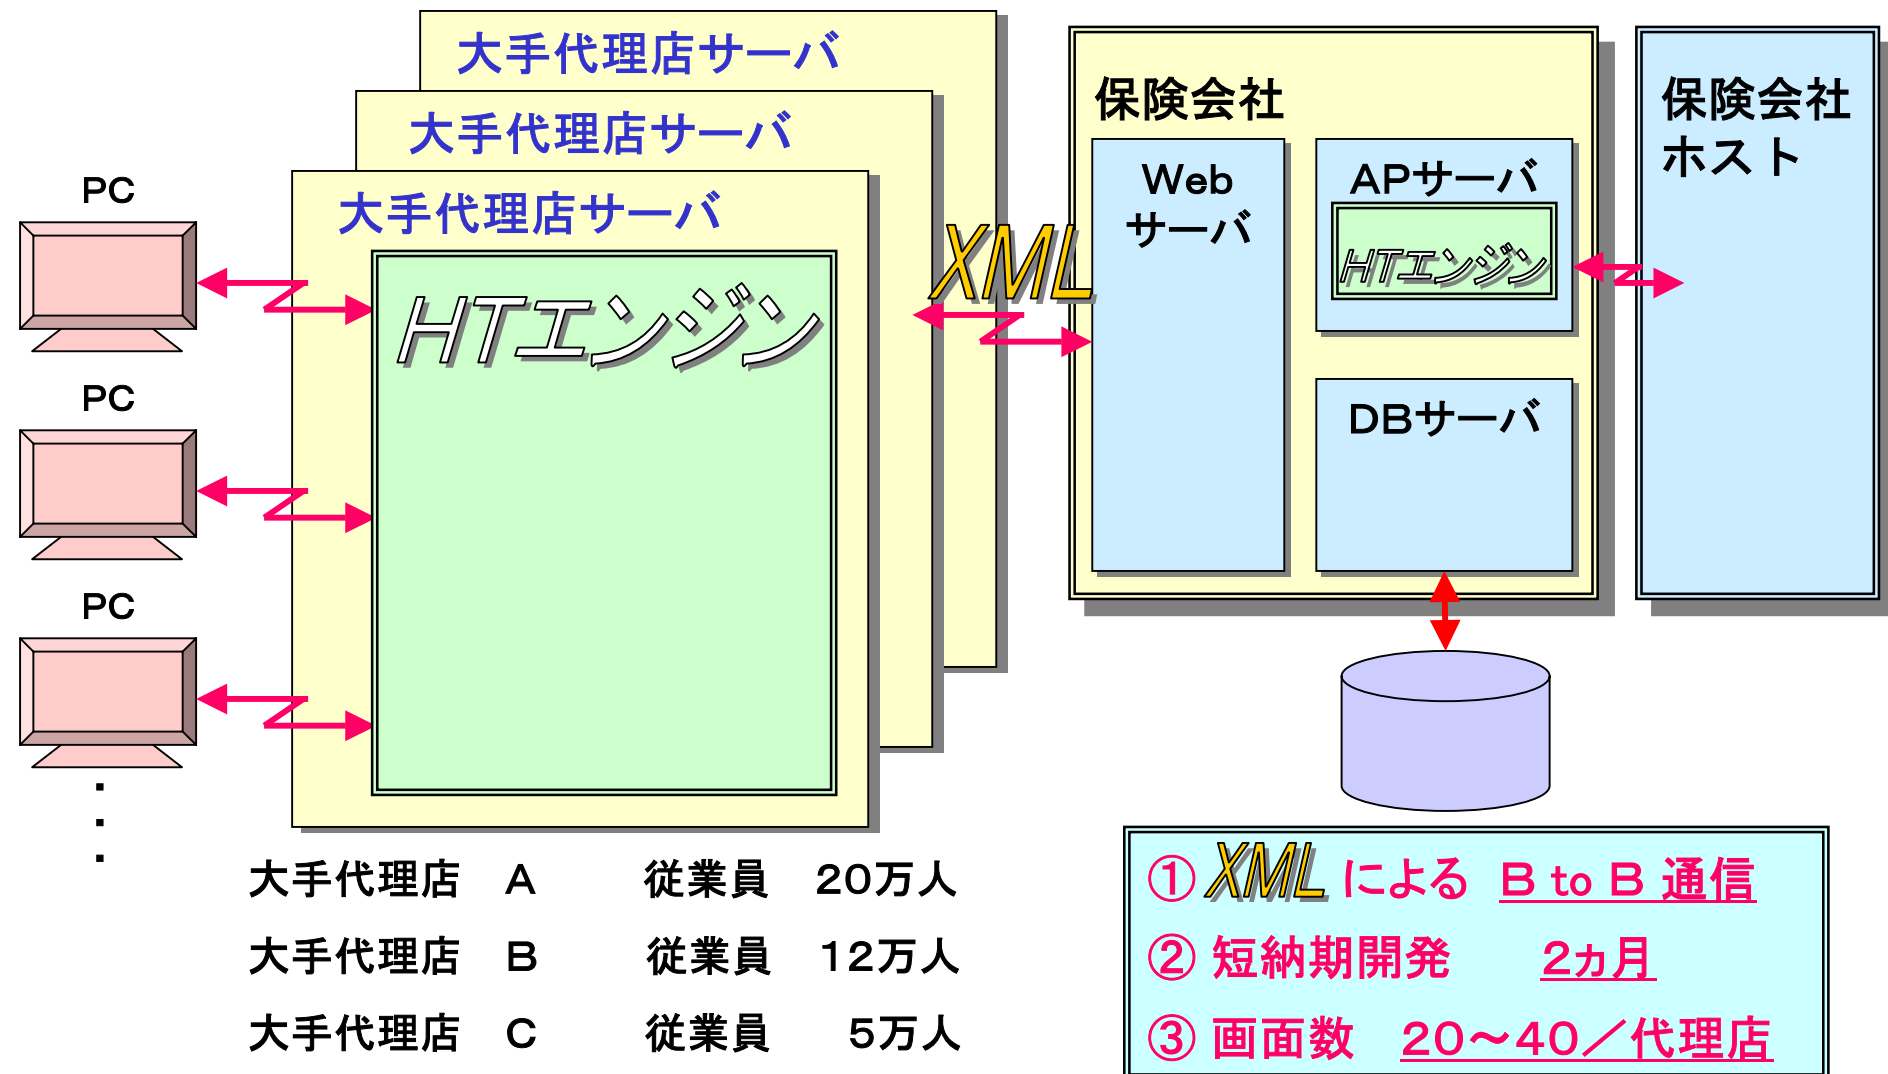 大手代理店サーバ
大手代理店サーバ
大手代理店サーバ
PC
PC
PC
・
・
・
HTエンジン
XML
保険会社
Web
サーバ
APサーバ
HTエンジン
DBサーバ
保険会社
ホスト
大手代理店 A 従業員 20万人
大手代理店 B 従業員 12万人
大手代理店 C 従業員 5万人
① XML による B to B 通信
② 短納期開発 2ヵ月
③ 画面数 20～40／代理店